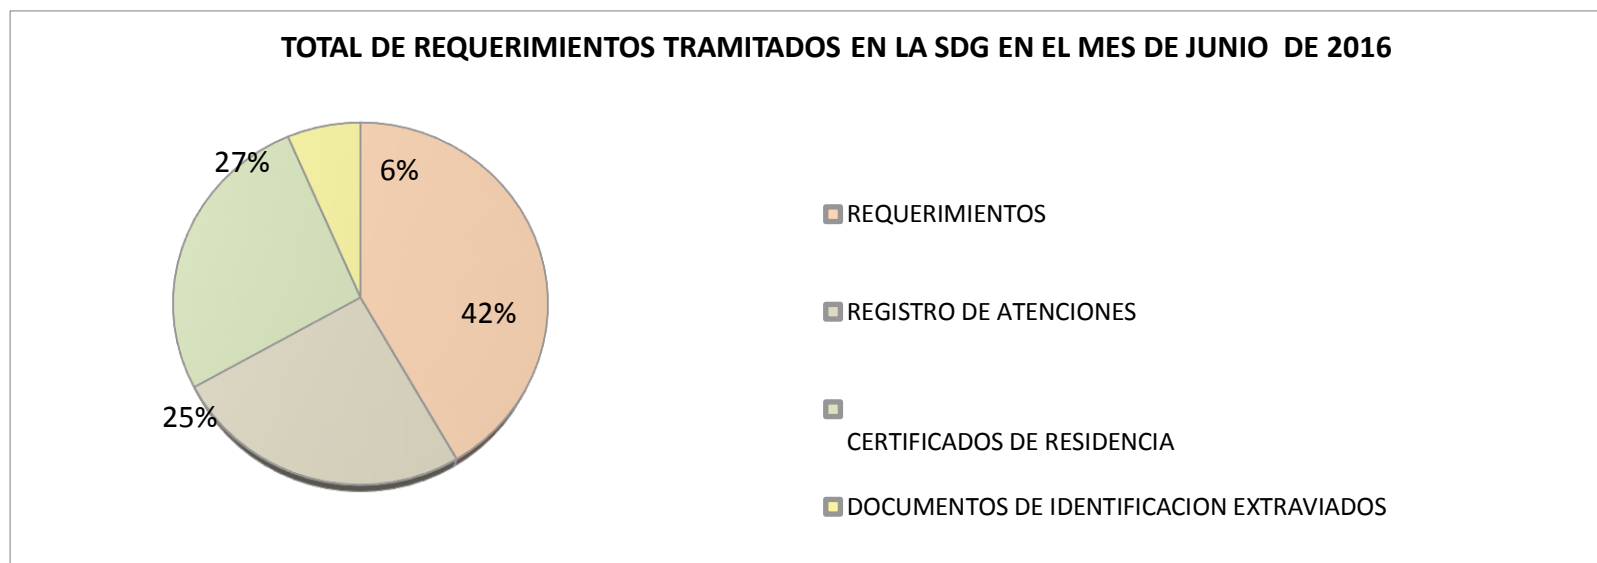 TOTAL DE REQUERIMIENTOS TRAMITADOS EN LA SDG EN EL MES DE JUNIO  DE 2016
27%
6%
42%
25%
REQUERIMIENTOS
REGISTRO DE ATENCIONES
CERTIFICADOS DE RESIDENCIA
DOCUMENTOS DE IDENTIFICACION EXTRAVIADOS